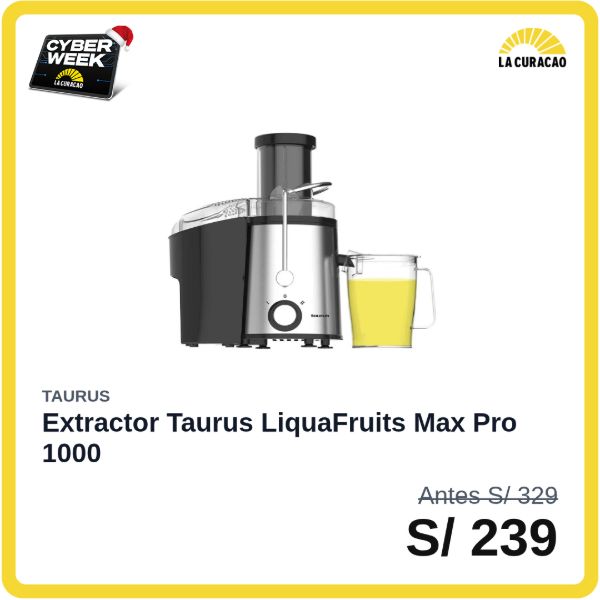 CYBER
WEEK
LA CURACAO
LA CURACAO
TAURUS
Extractor Taurus LiquaFruits Max Pro
1000
Antes S/ 329
S/ 239